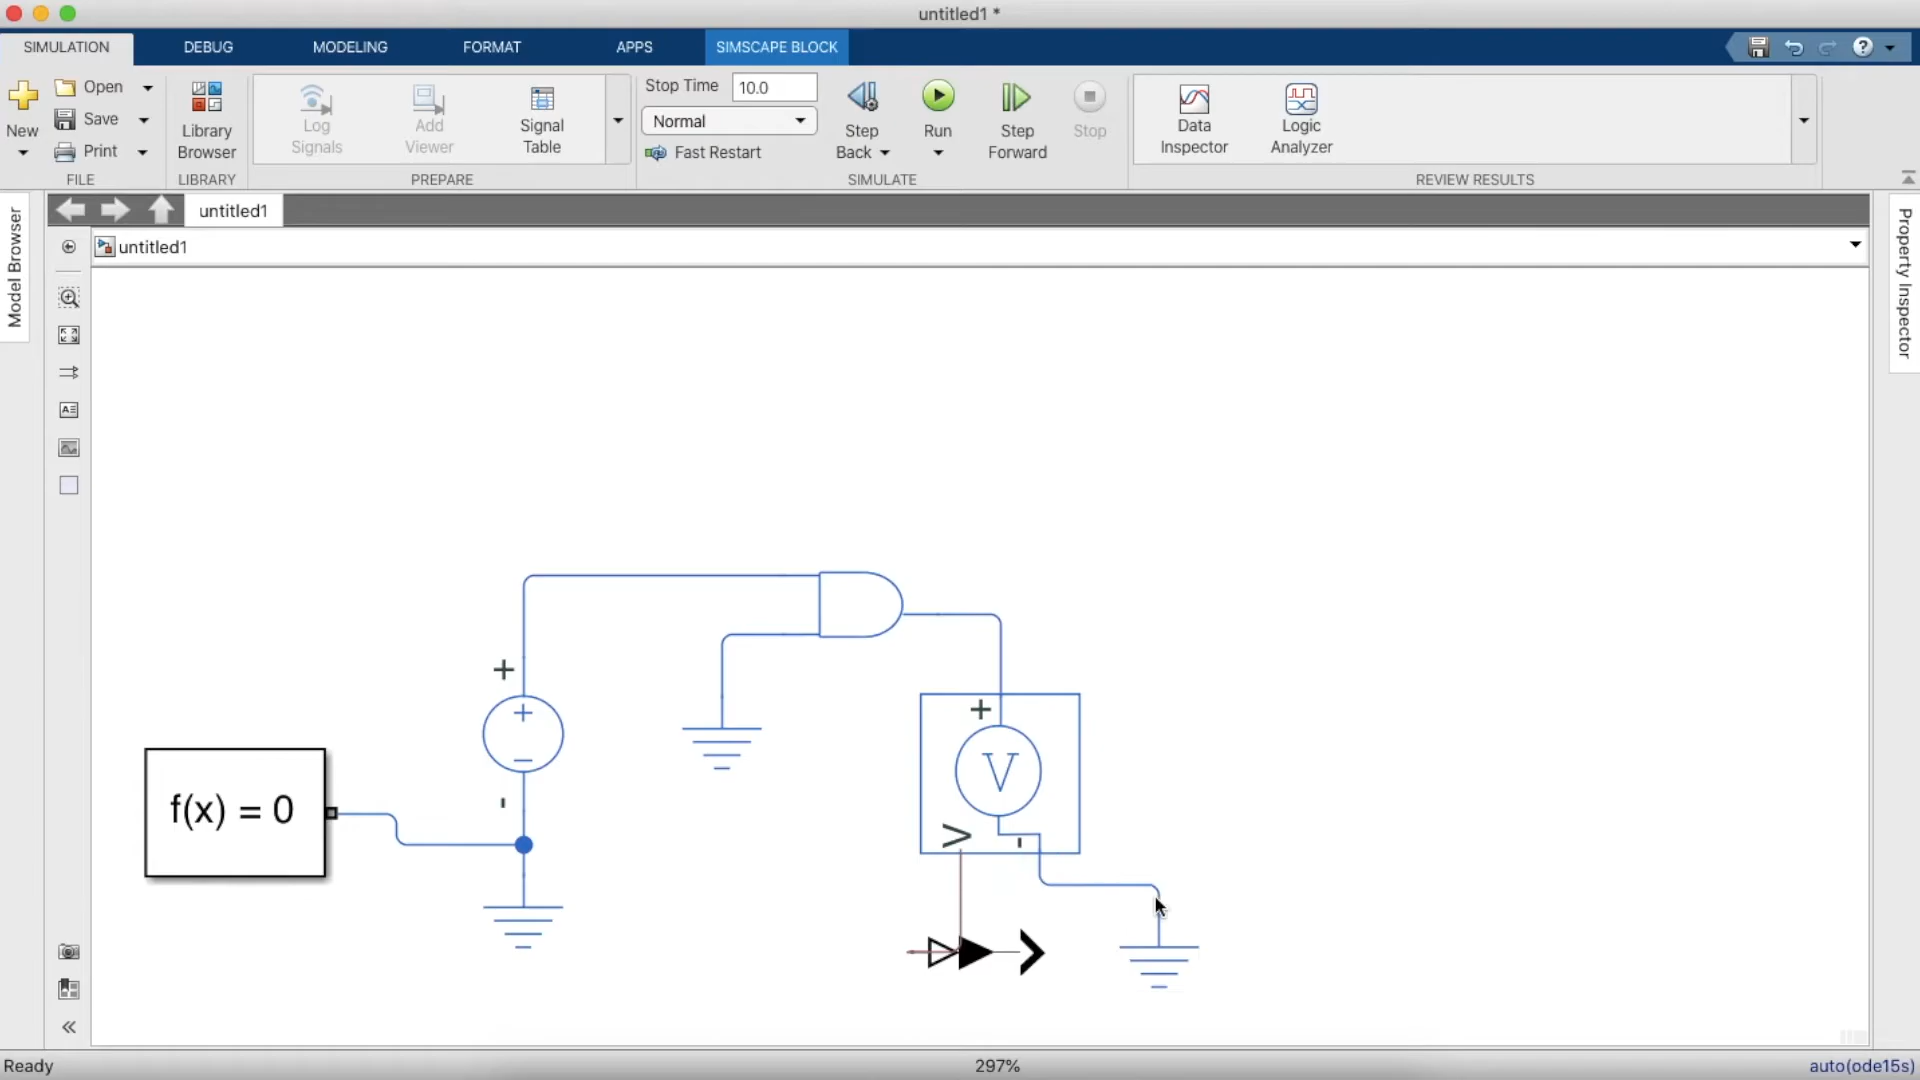 untitled1 *
SIMULATION DEBUG MODELING FORMAT APPS SIMSCAPE BLOCK
New
Open
Save
Print
FILE
Library
Browser
LIBRARY
Log
Signals
Add
Viewer
Signal
Table
PREPARE
Stop Time 10.0
Normal
Fast Restart
Step
Back
Run
Step
Forward
Stop
SIMULATE
Data
Inspector
Logic
Analyzer
REVIEW RESULTS
Model Browser
untitled1
untitled1
Property Inspector
+
+
−
-
f(x) = 0
+
V
-
Ready 297% auto(ode15s)